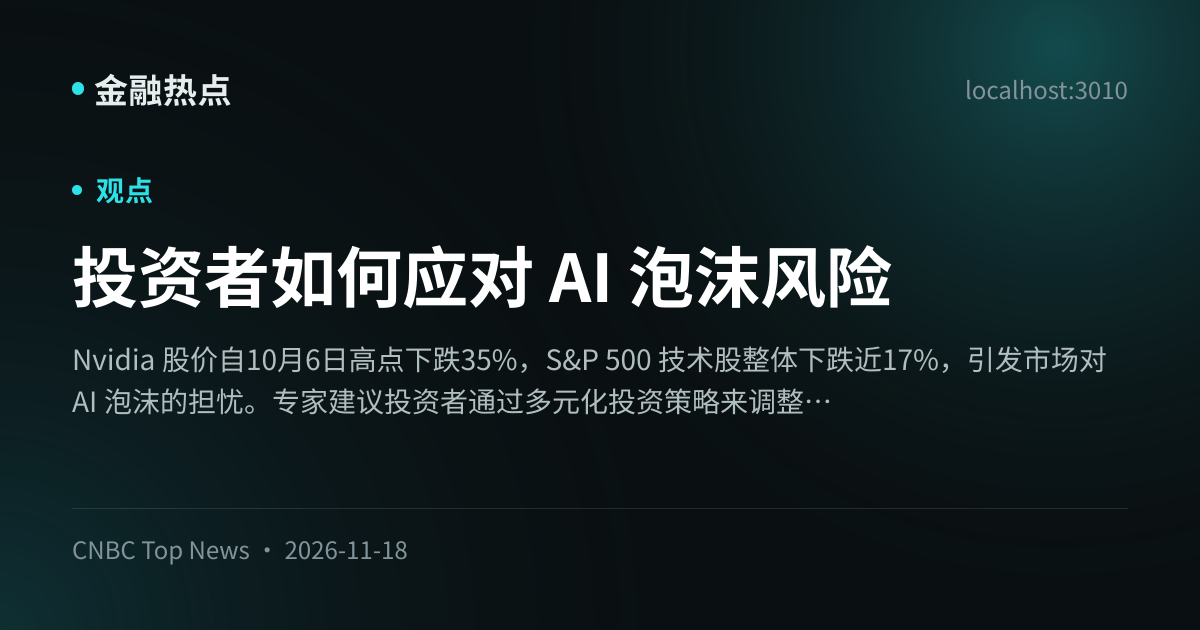 金融热点
localhost:3010
观点
投资者如何应对 AI 泡沫风险
Nvidia 股价自10月6日高点下跌35%，S&P 500 技术股整体下跌近17%，引发市场对
AI 泡沫的担忧。专家建议投资者通过多元化投资策略来调整…
CNBC Top News • 2026-11-18